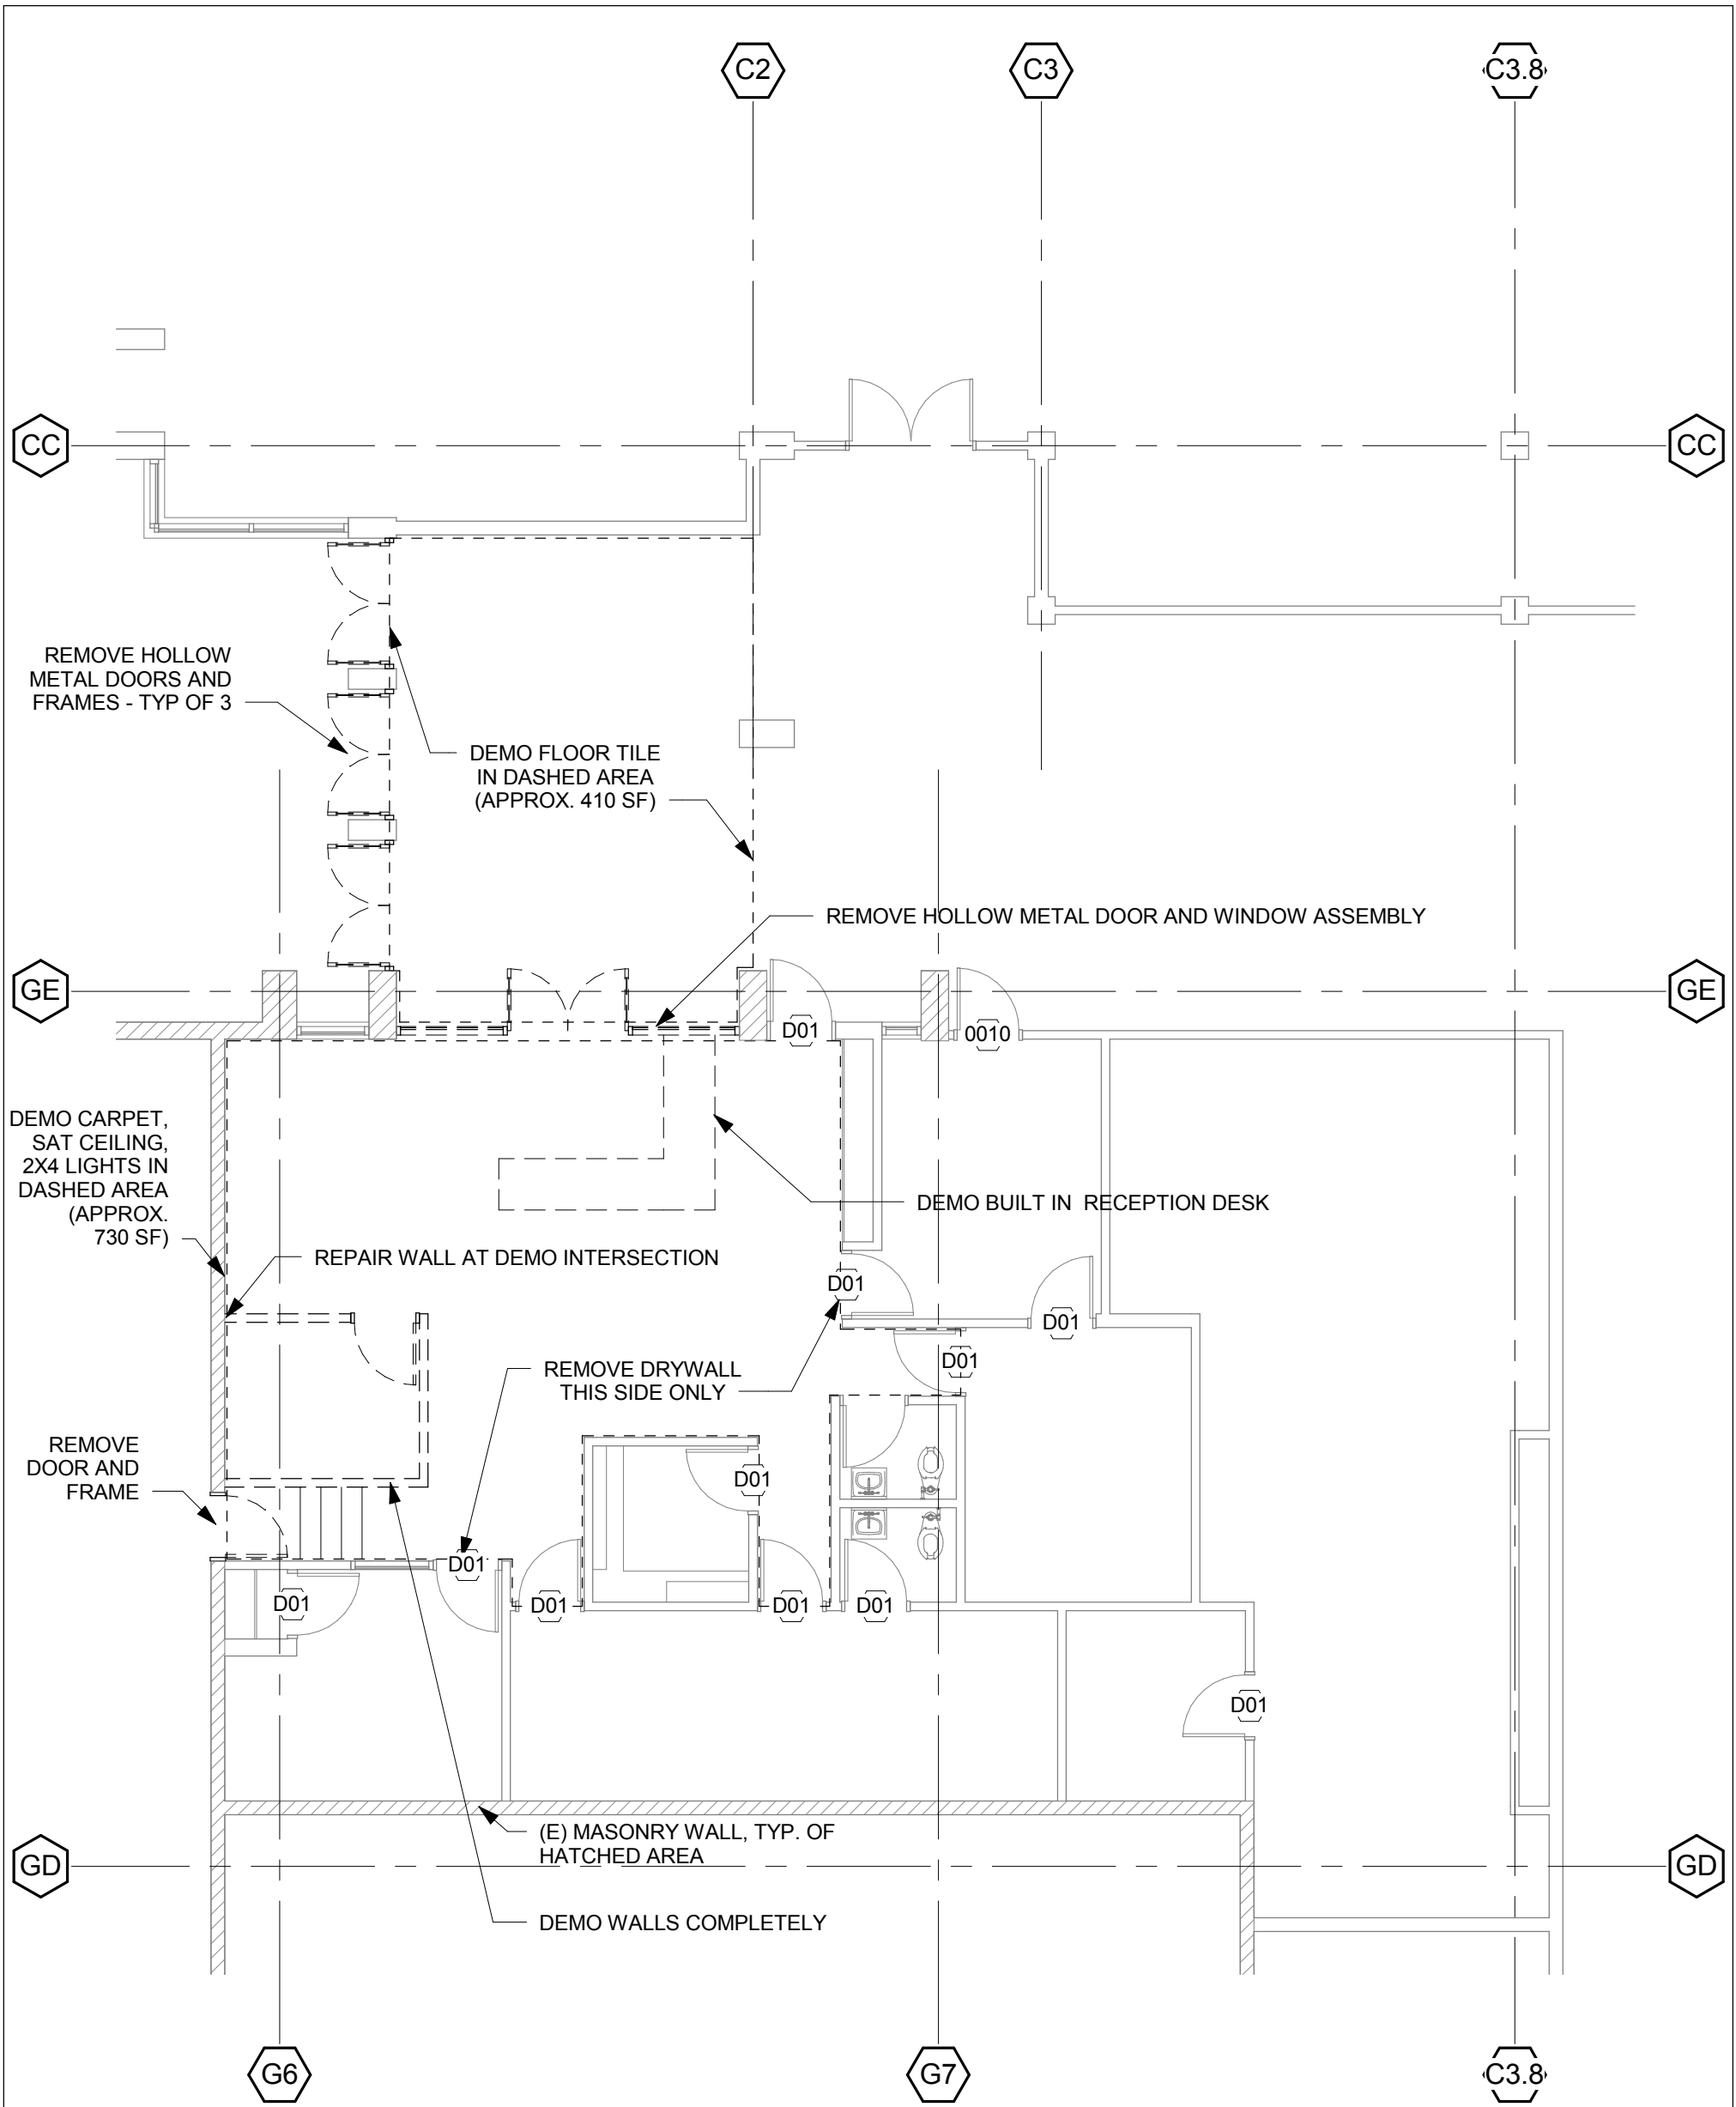 C2
C3
C3.8
CC
CC
REMOVE HOLLOW
METAL DOORS AND
FRAMES - TYP OF 3
DEMO FLOOR TILE
IN DASHED AREA
(APPROX. 410 SF)
REMOVE HOLLOW METAL DOOR AND WINDOW ASSEMBLY
GE
GE
D01
0010
DEMO CARPET,
SAT CEILING,
2X4 LIGHTS IN
DASHED AREA
(APPROX.
730 SF)
DEMO BUILT IN RECEPTION DESK
REPAIR WALL AT DEMO INTERSECTION
D01
D01
D01
REMOVE DRYWALL
THIS SIDE ONLY
REMOVE
DOOR AND
FRAME
D01
D01
D01
D01
D01
D01
D01
(E) MASONRY WALL, TYP. OF
HATCHED AREA
GD
GD
DEMO WALLS COMPLETELY
G6
G7
C3.8